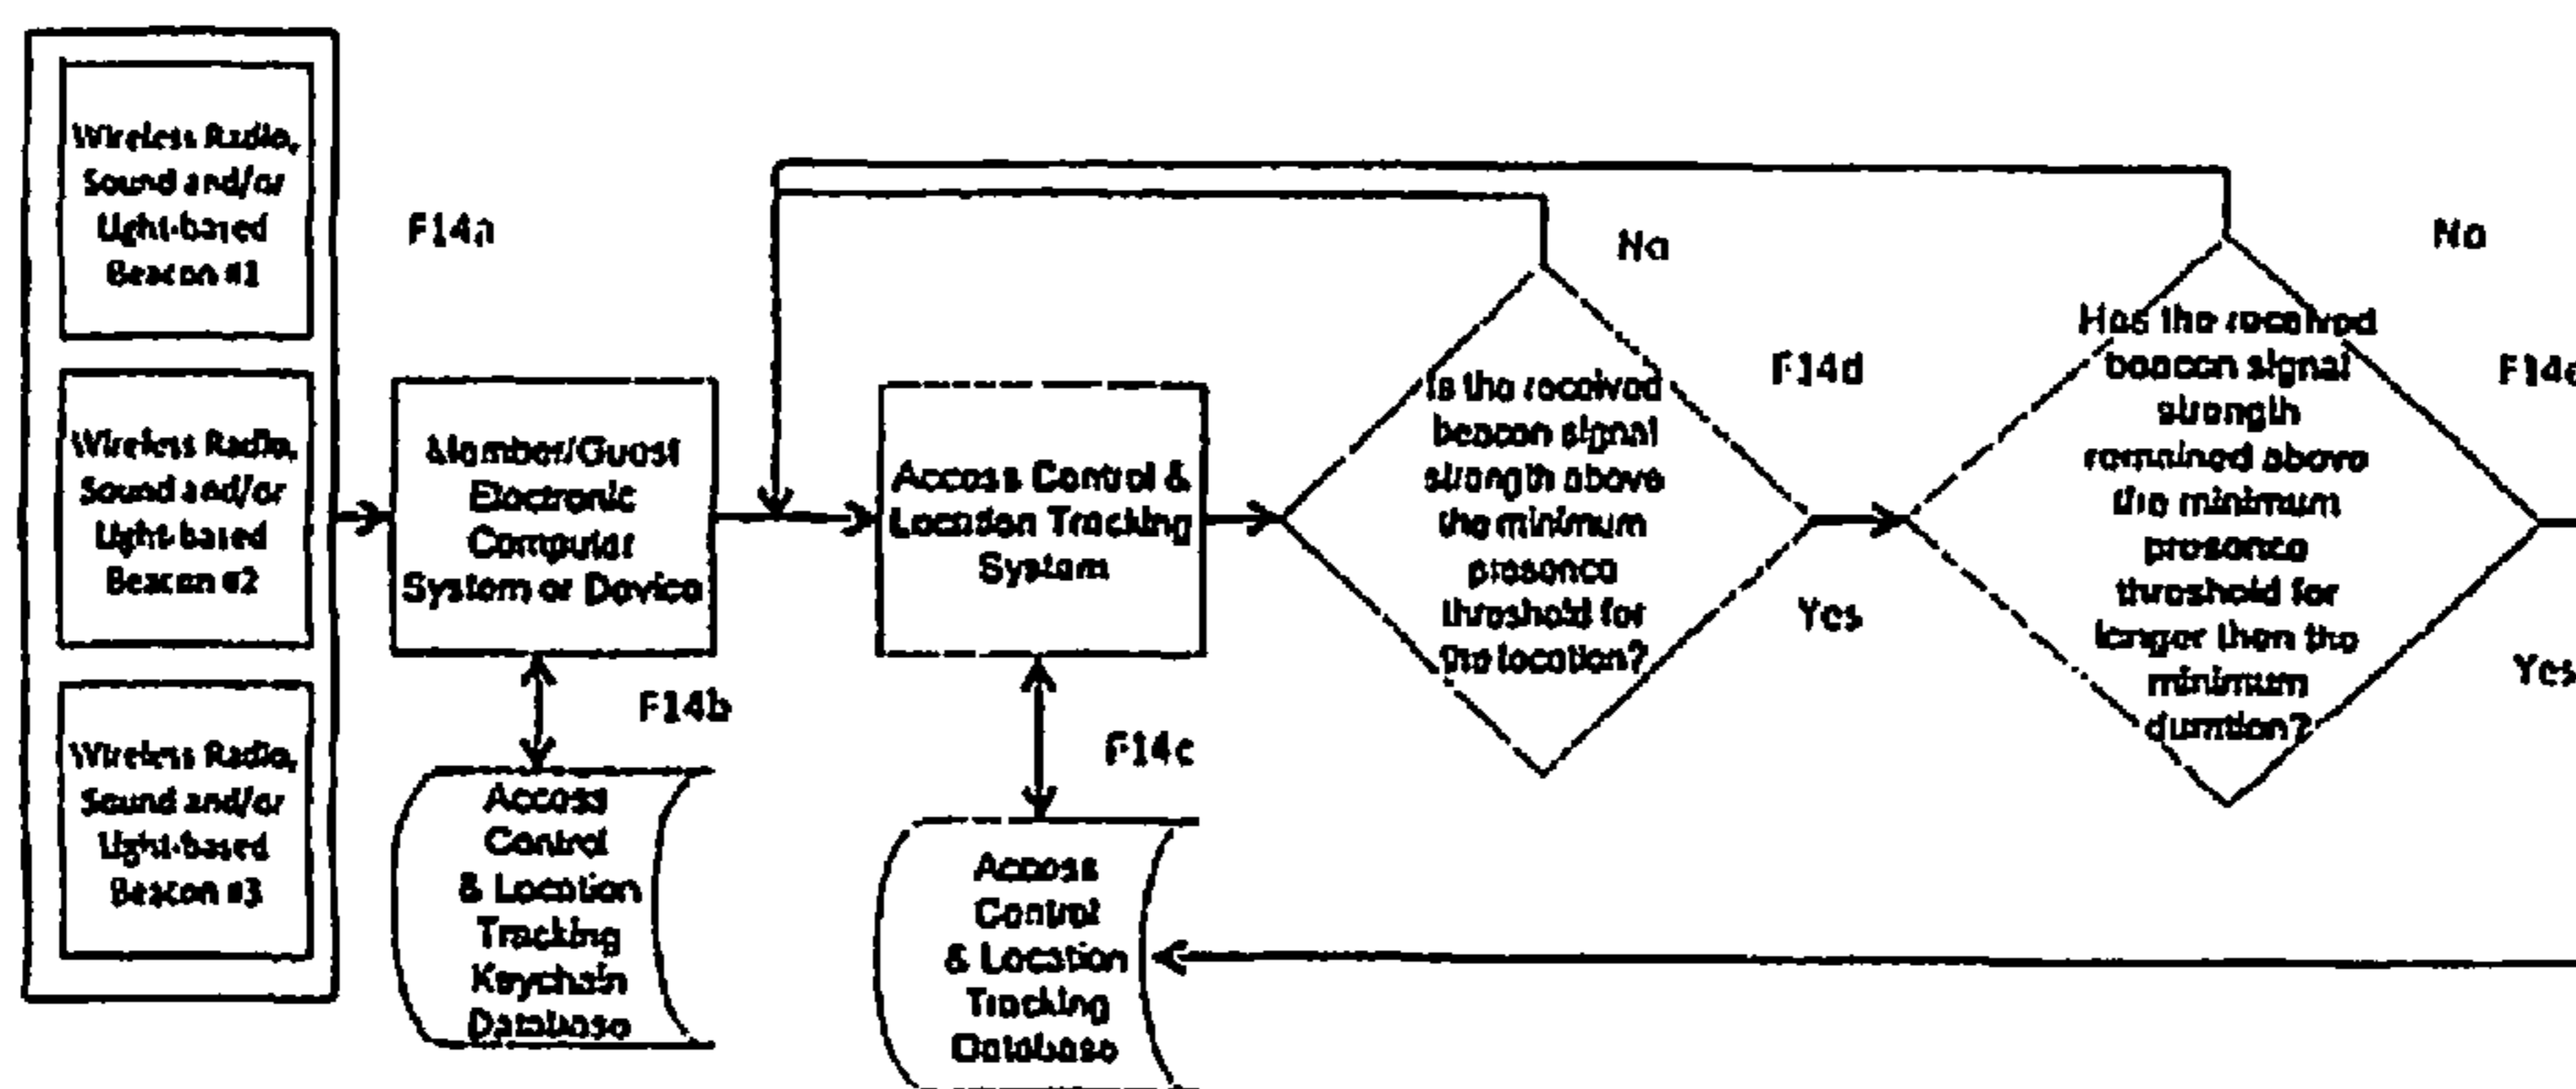 Wireless Radio,
Sound and/or
Light-based
Beacon #1
Wireless Radio,
Sound and/or
Light-based
Beacon #2
Wireless Radio,
Sound and/or
Light-based
Beacon #3
F14a
Member/Guest
Electronic
Computer
System or Device
F14b
Access
Control
& Location
Tracking
Keychain
Database
Access Control &
Location Tracking
System
F14c
Access
Control
& Location
Tracking
Database
Is the received
beacon signal
strength above
the minimum
presence
threshold for
the location?
No
F14d
Yes
Has the received
beacon signal
strength
remained above
the minimum
presence
threshold for
longer then the
minimum
duration?
No
Yes